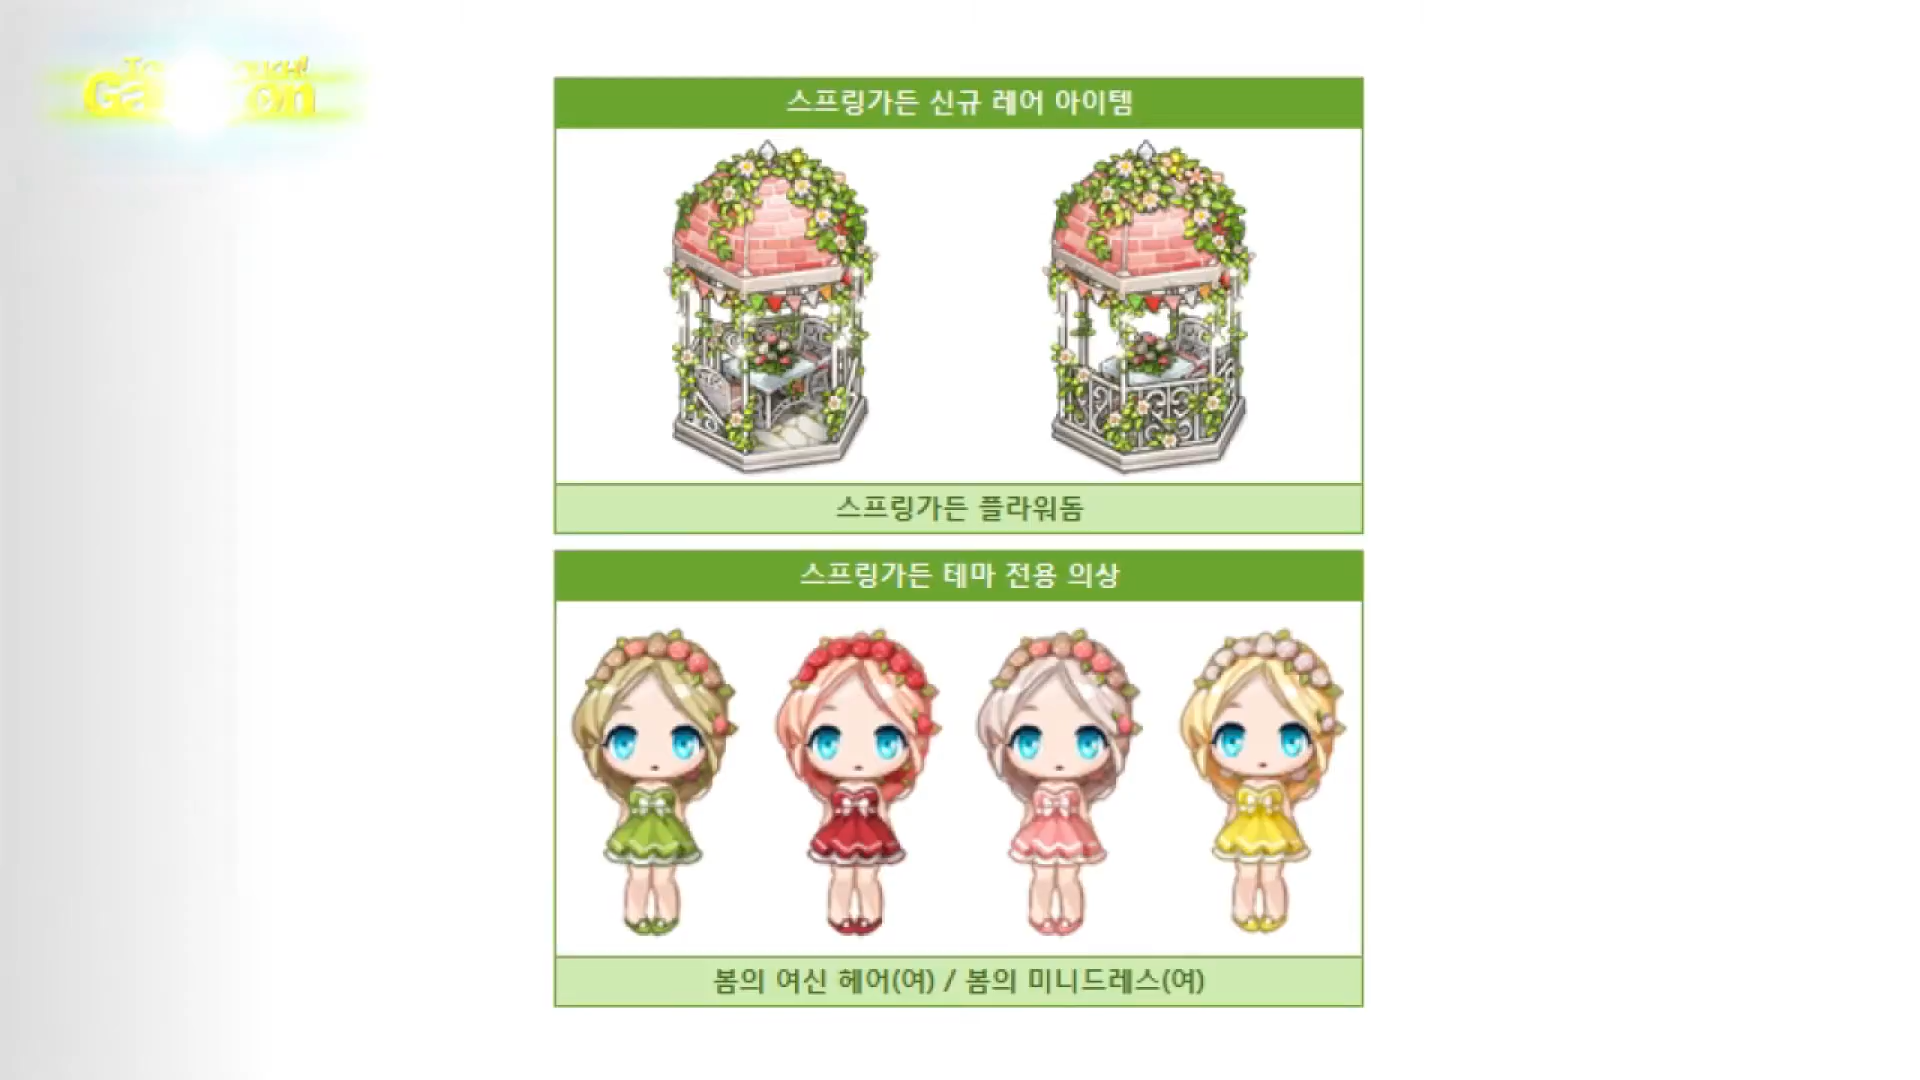 스프링가든 신규 레어 아이템
스프링가든 플라워돔
스프링가든 테마 전용 의상
봄의 여신 헤어(여) / 봄의 미니드레스(여)